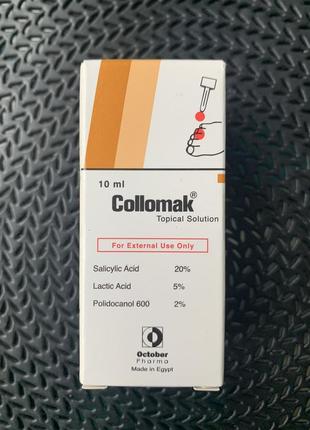 10 ml
Collomak®
Topical Solution
For External Use Only
Salicylic Acid 20%
Lactic Acid 5%
Polidocanol 600 2%
October
Pharma
Made in Egypt